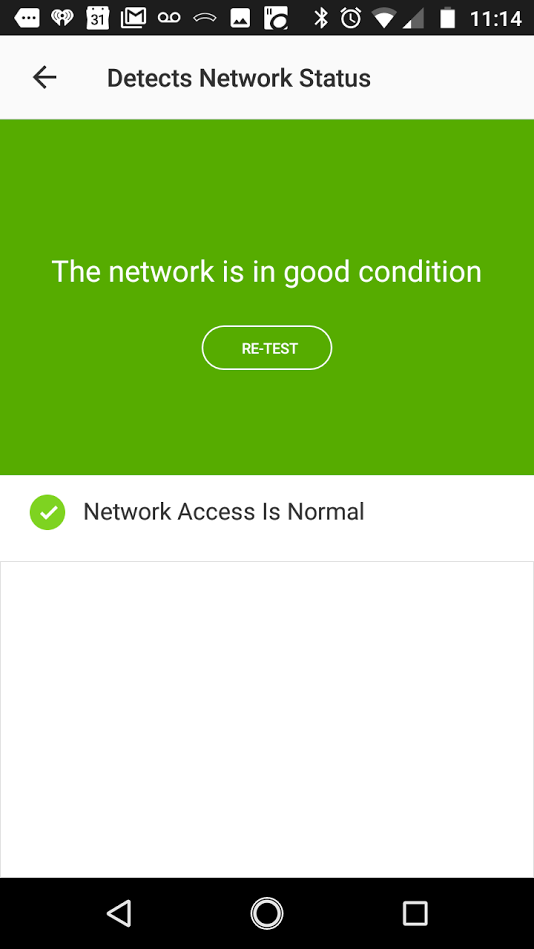 31 11:14
Detects Network Status
The network is in good condition
RE-TEST
Network Access Is Normal